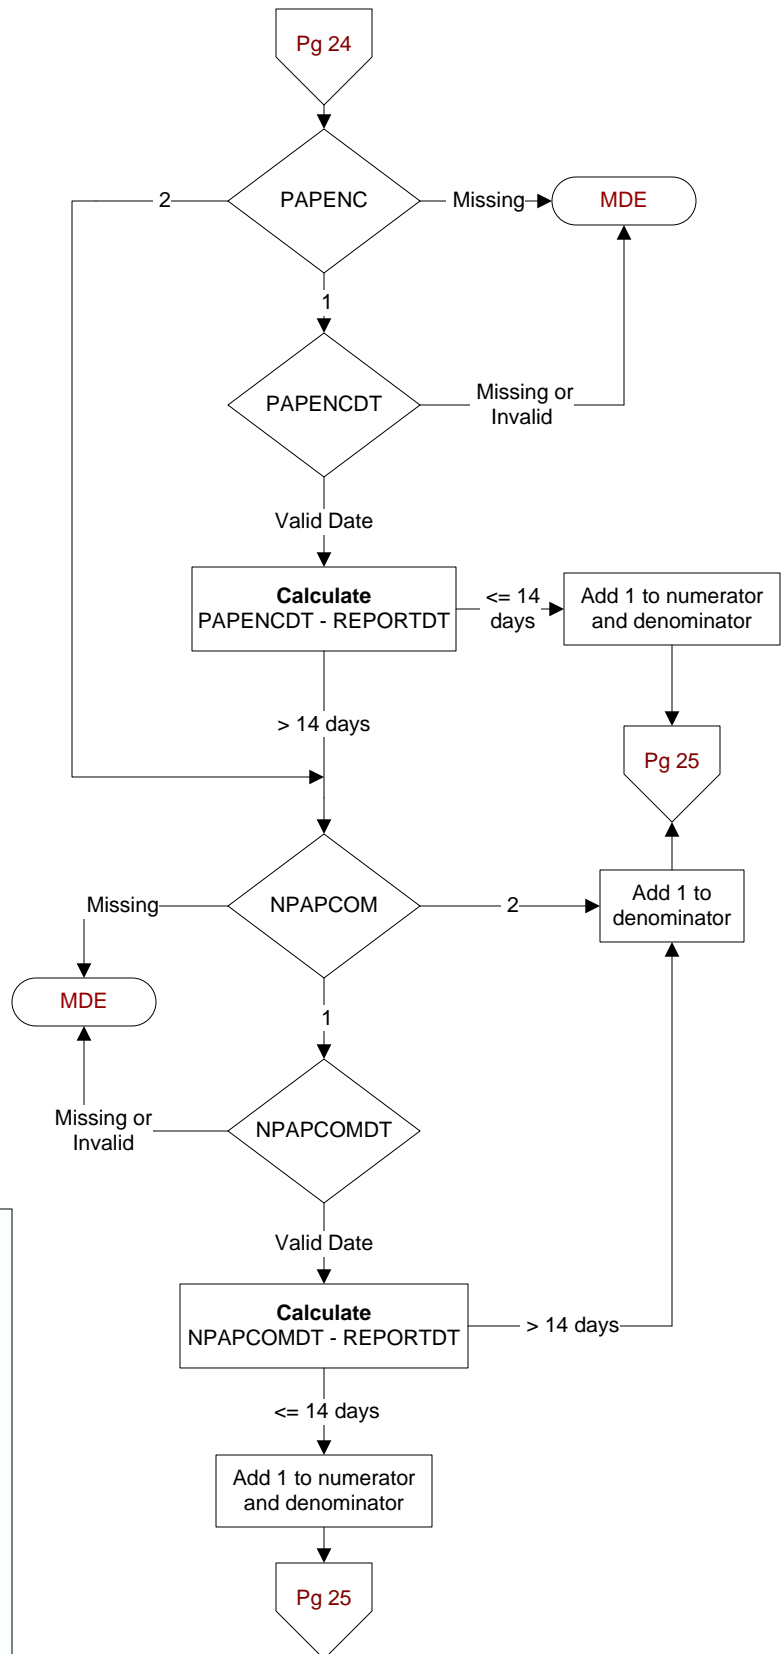 Pg 24
PAPENC
2
Missing
MDE
1
PAPENCDT
Missing or
Invalid
Valid Date
Calculate
PAPENCDT - REPORTDT
<= 14
days
Add 1 to numerator
and denominator
> 14 days
Pg 25
NPAPCOM
Missing
2
Add 1 to
denominator
MDE
1
NPAPCOMDT
Missing or
Invalid
Valid Date
Calculate
NPAPCOMDT - REPORTDT
> 14 days
<= 14 days
Add 1 to numerator
and denominator
Pg 25